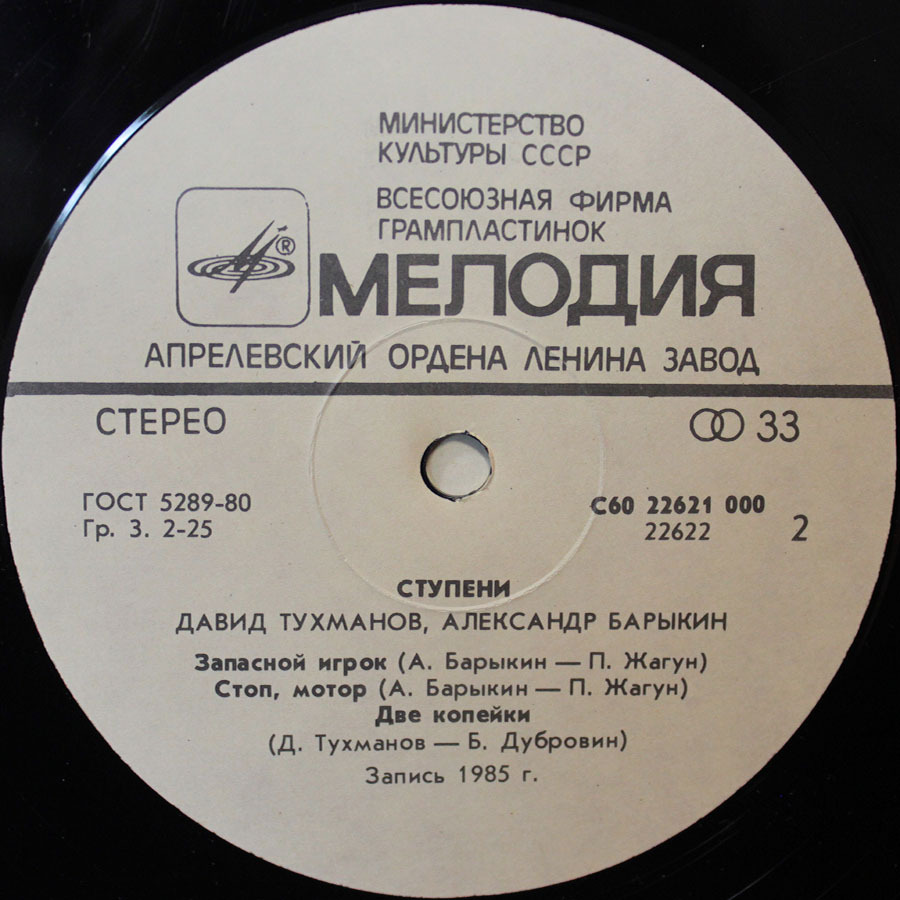 МИНИСТЕРСТВО
КУЛЬТУРЫ СССР
ВСЕСОЮЗНАЯ ФИРМА
ГРАМПЛАСТИНОК
®
МЕЛОДИЯ
АПРЕЛЕВСКИЙ ОРДЕНА ЛЕНИНА ЗАВОД
СТЕРЕО
33
ГОСТ 5289-80
Гр. 3. 2-25
С60 22621 000
22622
2
СТУПЕНИ
ДАВИД ТУХМАНОВ, АЛЕКСАНДР БАРЫКИН
Запасной игрок (А. Барыкин — П. Жагун)
Стоп, мотор (А. Барыкин — П. Жагун)
Две копейки
(Д. Тухманов — Б. Дубровин)
Запись 1985 г.